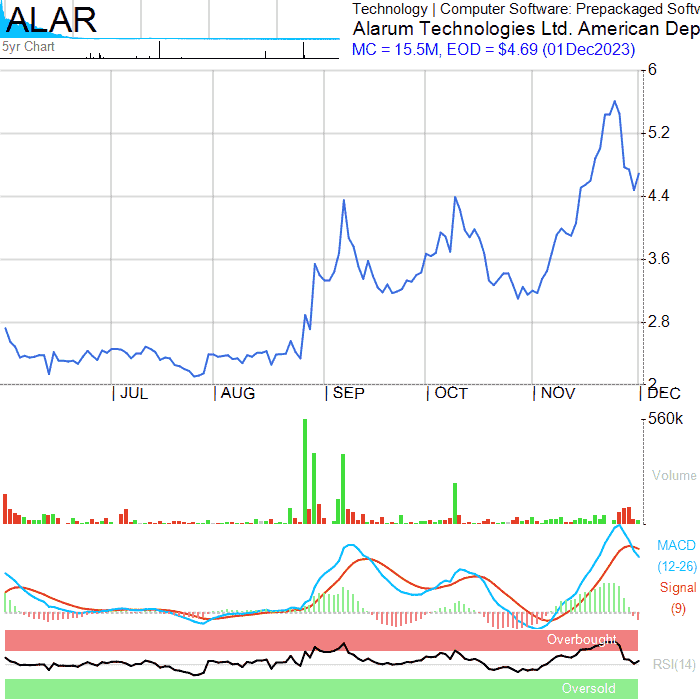 ALAR
5yr Chart
Technology | Computer Software: Prepackaged Softw
Alarum Technologies Ltd. American Dep
MC = 15.5M, EOD = $4.69 (01Dec2023)
6
5.2
4.4
3.6
2.8
2
JUL AUG SEP OCT NOV DEC
560k
Volume
MACD
(12-26)
Signal
(9)
Overbought
RSI(14)
Oversold